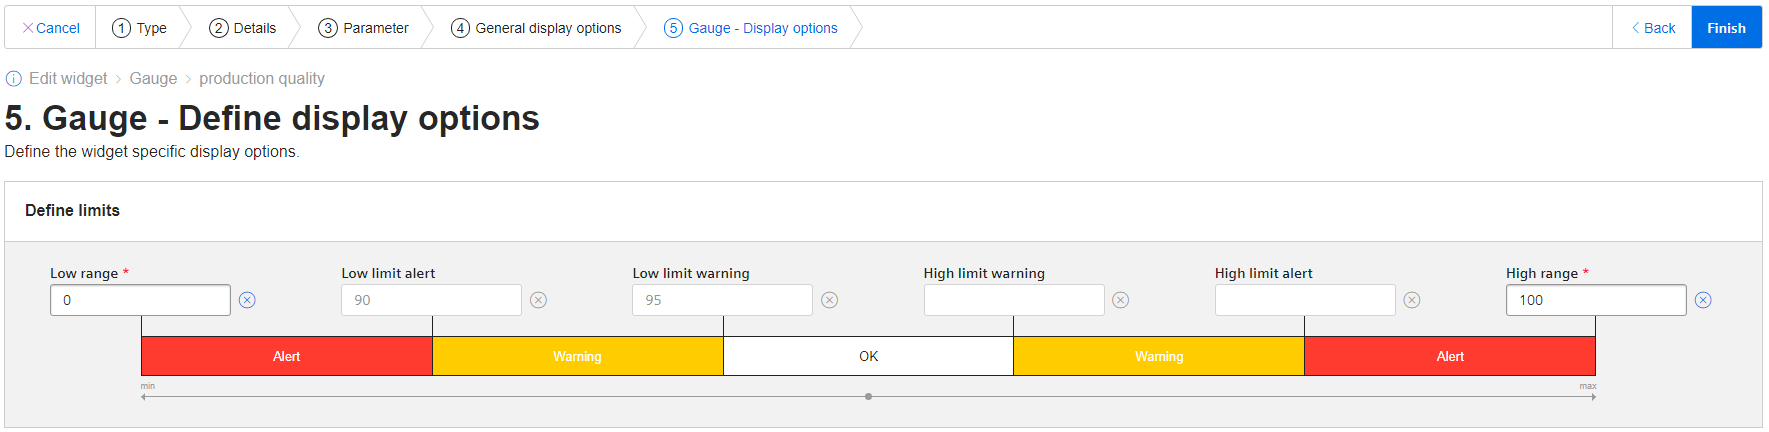 Cancel 1 Type 2 Details 3 Parameter 4 General display options 5 Gauge - Display options Back Finish
Edit widget > Gauge > production quality
5. Gauge - Define display options
Define the widget specific display options.
Define limits
Low range * Low limit alert Low limit warning High limit warning High limit alert High range *
0 90 95 100
Alert Warning OK Warning Alert
min max